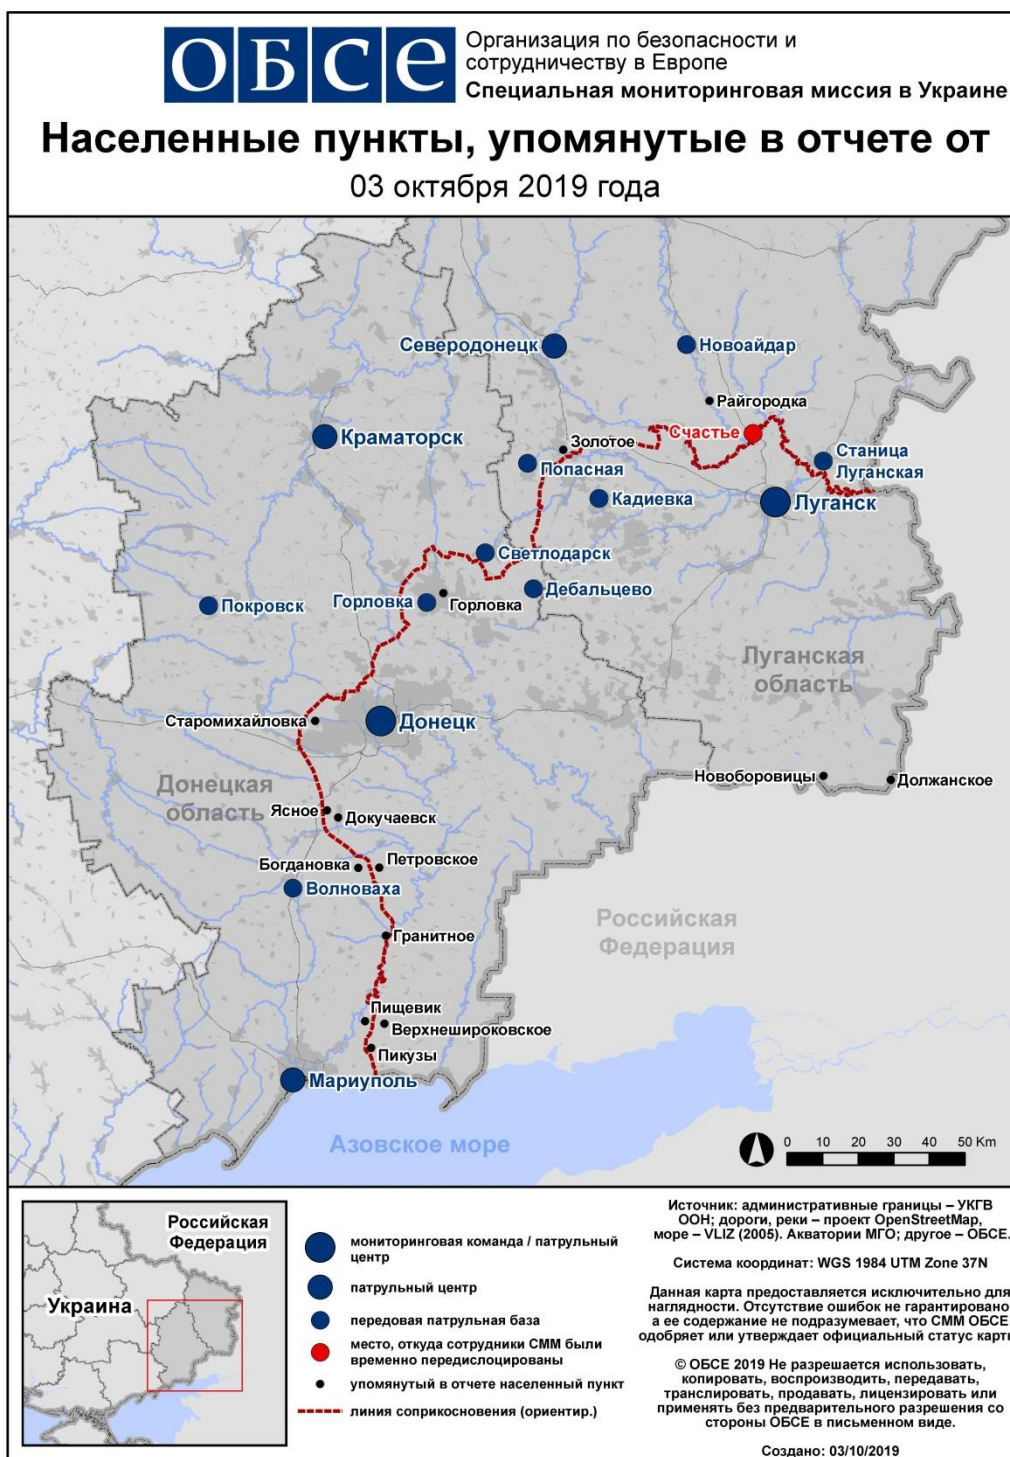 ОБСЕ
Организация по безопасности и
сотрудничеству в Европе
Специальная мониторинговая миссия в Украине
Населенные пункты, упомянутые в отчете от
03 октября 2019 года
Северодонецк
Новоайдар
Райгородка
Счастье
Краматорск
Золотое
Станица
Луганская
Попасная
Кадиевка
Луганск
Светлодарск
Дебальцево
Покровск
Горловка
Горловка
Луганская
область
Старомихайловка
Донецк
Донецкая
область
Новоборовицы
Должанское
Ясное
Докучаевск
Богдановка
Петровское
Волноваха
Гранитное
Российская
Федерация
Пищевик
Верхнешироковское
Пикузы
Мариуполь
Азовское море
0 10 20 30 40 50 Км
Российская
Федерация
Украина
мониторинговая команда / патрульный
центр
патрульный центр
передовая патрульная база
место, откуда сотрудники СММ были
временно передислоцированы
упомянутый в отчете населенный пункт
линия соприкосновения (ориентир.)
Источник: административные границы – УКГВ
ООН; дороги, реки – проект OpenStreetMap,
море – VLIZ (2005). Акватории МГО; другое – ОБСЕ.
Система координат: WGS 1984 UTM Zone 37N
Данная карта предоставляется исключительно для
наглядности. Отсутствие ошибок не гарантировано
а ее содержание не подразумевает, что СММ ОБСЕ
одобряет или утверждает официальный статус карты
© ОБСЕ 2019 Не разрешается использовать,
копировать, воспроизводить, передавать,
транслировать, продавать, лицензировать или
применять без предварительного разрешения со
стороны ОБСЕ в письменном виде.
Создано: 03/10/2019